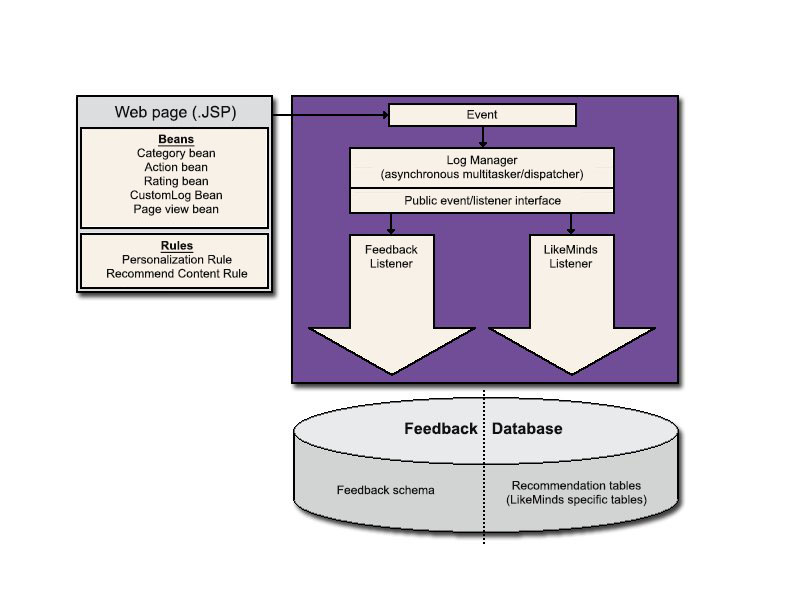 Web page (.JSP)
Beans
Category bean
Action bean
Rating bean
CustomLog Bean
Page view bean
Rules
Personalization Rule
Recommend Content Rule
Event
Log Manager
(asynchronous multitasker/dispatcher)
Public event/listener interface
Feedback
Listener
LikeMinds
Listener
Feedback Database
Feedback schema
Recommendation tables
(LikeMinds specific tables)